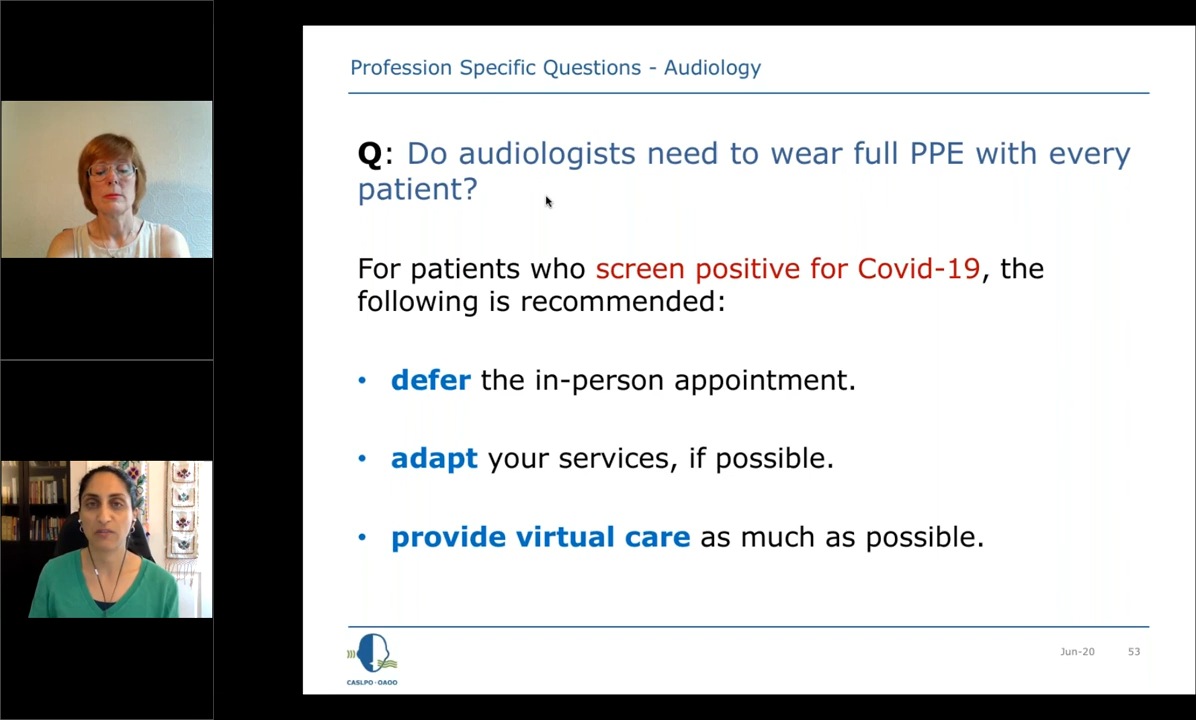 Profession Specific Questions - Audiology
Q: Do audiologists need to wear full PPE with every
patient?
For patients who screen positive for Covid-19, the
following is recommended:
• defer the in-person appointment.
• adapt your services, if possible.
• provide virtual care as much as possible.
CASLPO·OAOO
Jun-20 53